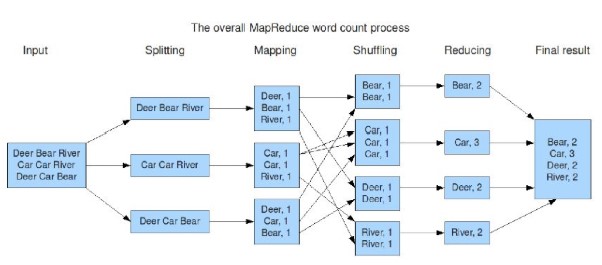 The overall MapReduce word count process
Input
Splitting
Mapping
Shuffling
Reducing
Final result
Deer Bear River
Car Car River
Deer Car Bear
Deer Bear River
Car Car River
Deer Car Bear
Deer, 1
Bear, 1
River, 1
Car, 1
Car, 1
River, 1
Deer, 1
Car, 1
Bear, 1
Bear, 1
Bear, 1
Car, 1
Car, 1
Car, 1
Deer, 1
Deer, 1
River, 1
River, 1
Bear, 2
Car, 3
Deer, 2
River, 2
Bear, 2
Car, 3
Deer, 2
River, 2